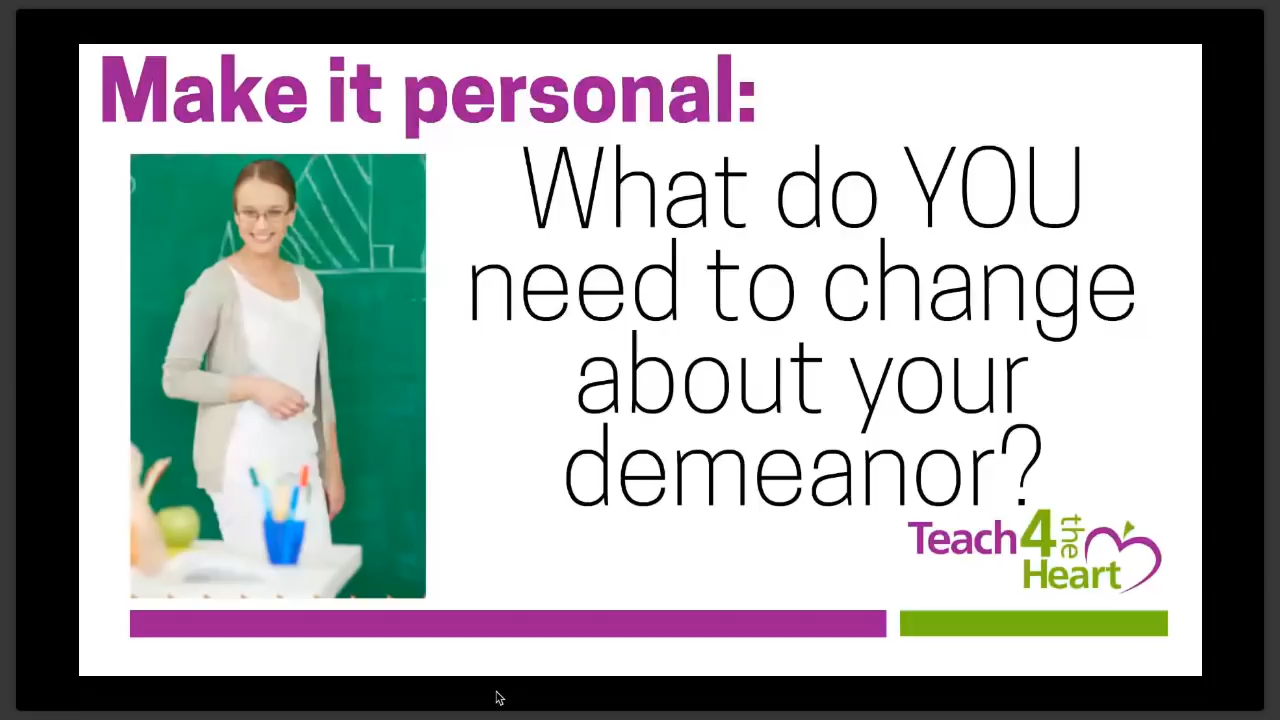 Make it personal:
What do YOU
need to change
about your
demeanor?
Teach4the
Heart